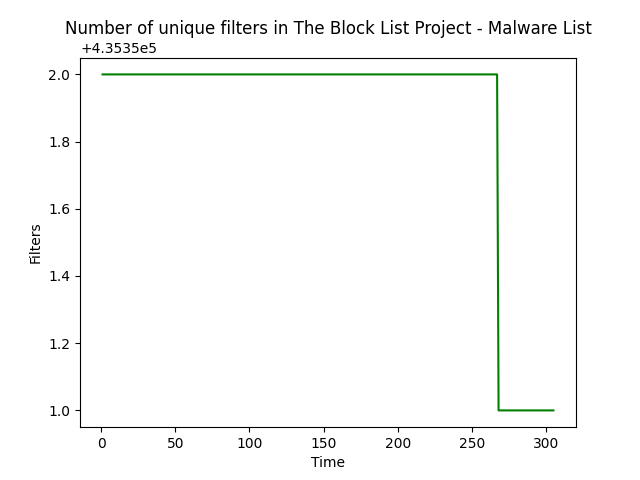 Number of unique filters in The Block List Project - Malware List
+4.3535e5
2.0
1.8
1.6
1.4
1.2
1.0
Filters
0 50 100 150 200 250 300
Time